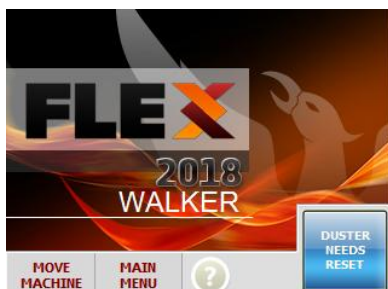 FLEX
2018
WALKER
DUSTER
NEEDS
RESET
MOVE
MACHINE
MAIN
MENU
?